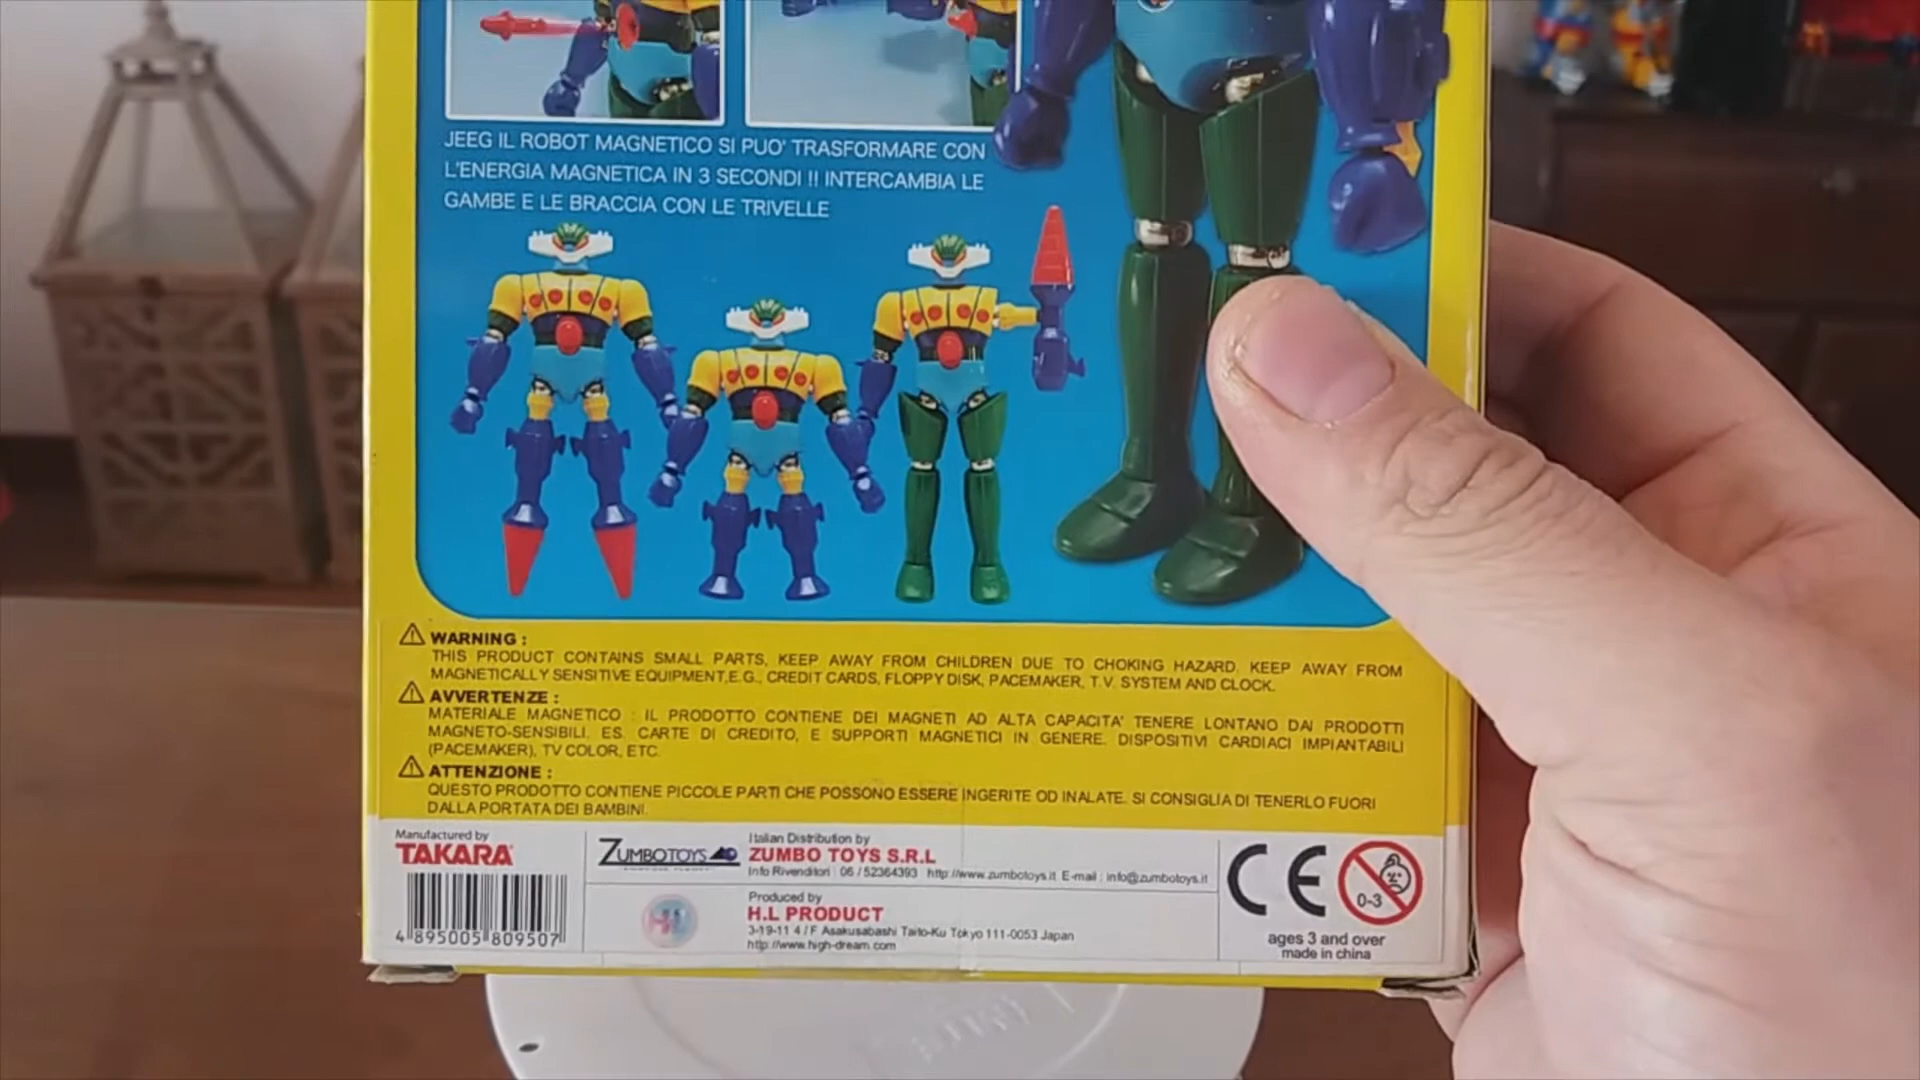 JEEG IL ROBOT MAGNETICO SI PUO' TRASFORMARE CON
L'ENERGIA MAGNETICA IN 3 SECONDI !! INTERCAMBIA LE
GAMBE E LE BRACCIA CON LE TRIVELLE
WARNING :
THIS PRODUCT CONTAINS SMALL PARTS, KEEP AWAY FROM CHILDREN DUE TO CHOKING HAZARD. KEEP AWAY FROM
MAGNETICALLY SENSITIVE EQUIPMENT,E.G., CREDIT CARDS, FLOPPY DISK, PACEMAKER, T.V. SYSTEM AND CLOCK.
AVVERTENZE :
MATERIALE MAGNETICO : IL PRODOTTO CONTIENE DEI MAGNETI AD ALTA CAPACITA' TENERE LONTANO DAI PRODOTTI
MAGNETO-SENSIBILI. ES. CARTE DI CREDITO, E SUPPORTI MAGNETICI IN GENERE. DISPOSITIVI CARDIACI IMPIANTABILI
(PACEMAKER), TV COLOR, ETC.
ATTENZIONE :
QUESTO PRODOTTO CONTIENE PICCOLE PARTI CHE POSSONO ESSERE INGERITE OD INALATE. SI CONSIGLIA DI TENERLO FUORI
DALLA PORTATA DEI BAMBINI.
Manufactured by
TAKARA
4 895005 809507
ZUMBOTOYS
Italian Distribution by
ZUMBO TOYS S.R.L
Info Rivenditori : 06 / 52364393 http://www.zumbotoys.it E-mail : info@zumbotoys.it
Produced by
H.L PRODUCT
3-19-11 4 / F Asakusabashi Taito-Ku Tokyo 111-0053 Japan
http://www.high-dream.com
CE
0-3
ages 3 and over
made in china